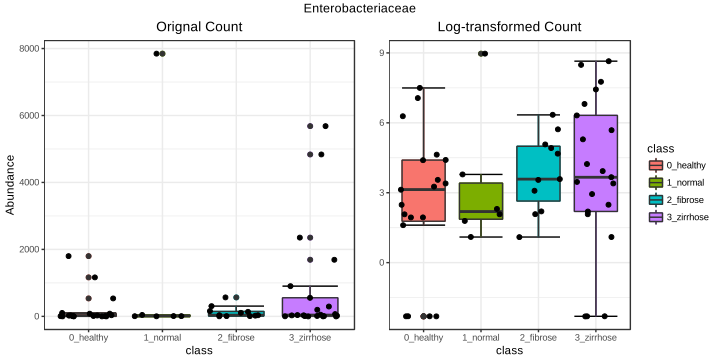 Enterobacteriaceae
Orignal Count
Log-transformed Count
Abundance
8000
6000
4000
2000
0
0_healthy
1_normal
2_fibrose
3_zirrhose
class
9
6
3
0
0_healthy
1_normal
2_fibrose
3_zirrhose
class
class
0_healthy
1_normal
2_fibrose
3_zirrhose